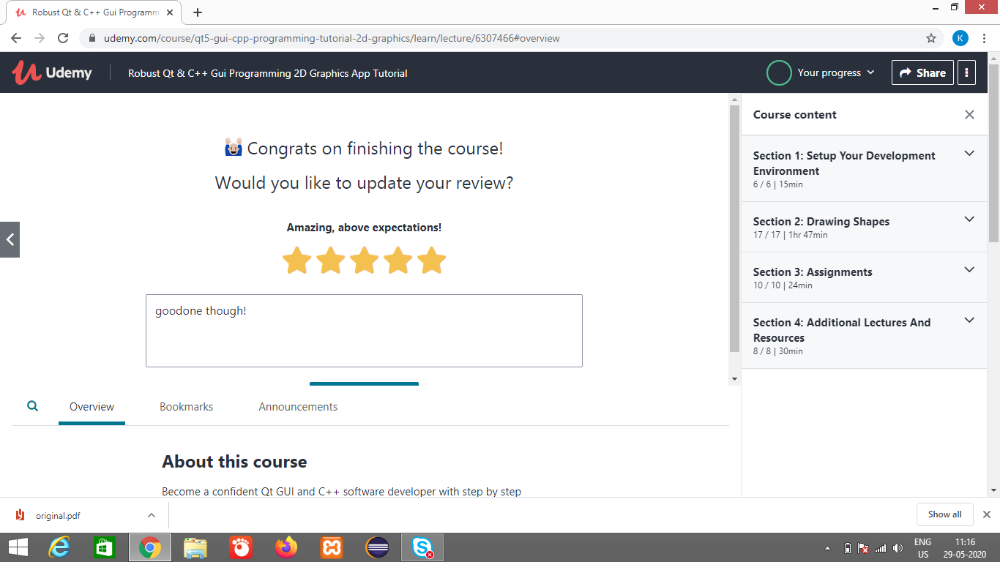 Robust Qt & C++ Gui Programm
udemy.com/course/qt5-gui-cpp-programming-tutorial-2d-graphics/learn/lecture/6307466#overview
K
Udemy
Robust Qt & C++ Gui Programming 2D Graphics App Tutorial
Your progress
Share
Congrats on finishing the course!
Would you like to update your review?
Amazing, above expectations!
goodone though!
Course content
Section 1: Setup Your Development
Environment
6 / 6 | 15min
Section 2: Drawing Shapes
17 / 17 | 1hr 47min
Section 3: Assignments
10 / 10 | 24min
Section 4: Additional Lectures And
Resources
8 / 8 | 30min
Overview
Bookmarks
Announcements
About this course
Become a confident Qt GUI and C++ software developer with step by step
original.pdf
Show all
ENG
US
11:16
29-05-2020